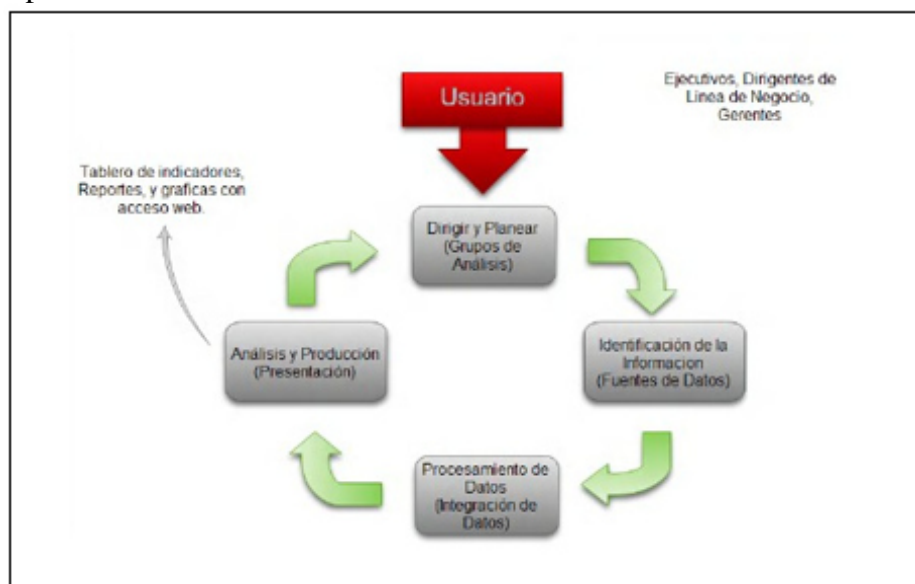 Usuario
Ejecutivos, Dirigentes de
Linea de Negocio,
Gerentes
Tablero de indicadores,
Reportes, y graficas con
acceso web.
Dirigir y Planear
(Grupos de
Análisis)
Análisis y Producción
(Presentación)
Identificación de la
Informacion
(Fuentes de Datos)
Procesamiento de
Datos
(Integración de
Datos)